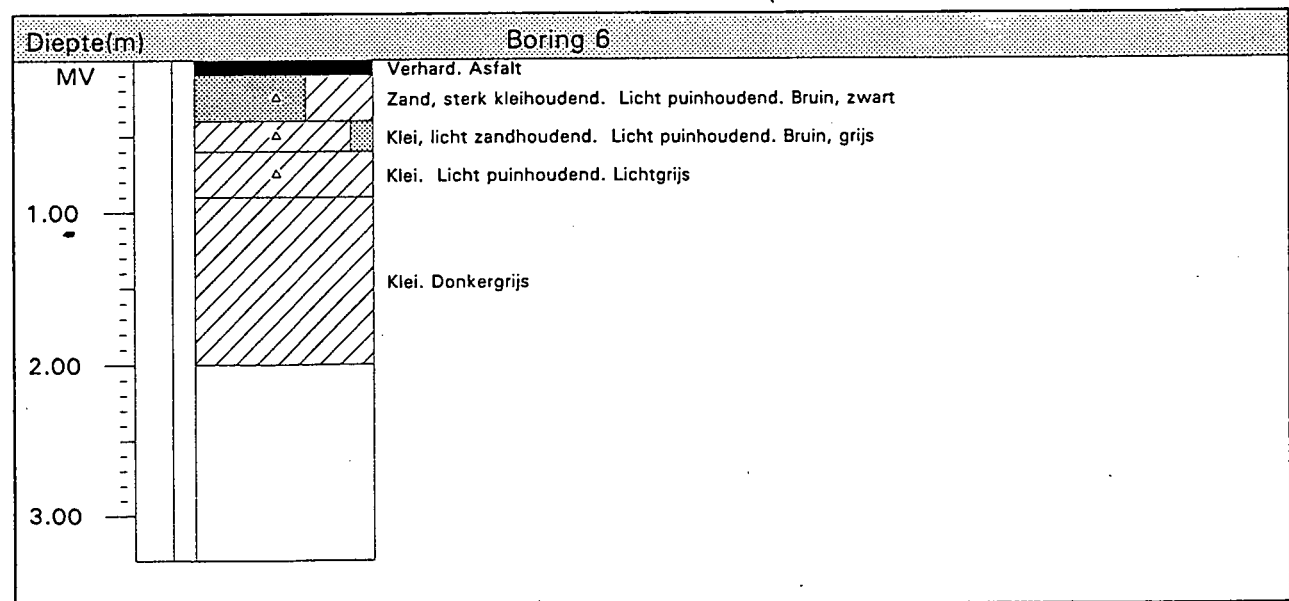 Diepte(m) Boring 6
MV
Verhard. Asfalt
Zand, sterk kleihoudend. Licht puinhoudend. Bruin, zwart
Klei, licht zandhoudend. Licht puinhoudend. Bruin, grijs
Klei. Licht puinhoudend. Lichtgrijs
1.00
Klei. Donkergrijs
2.00
3.00